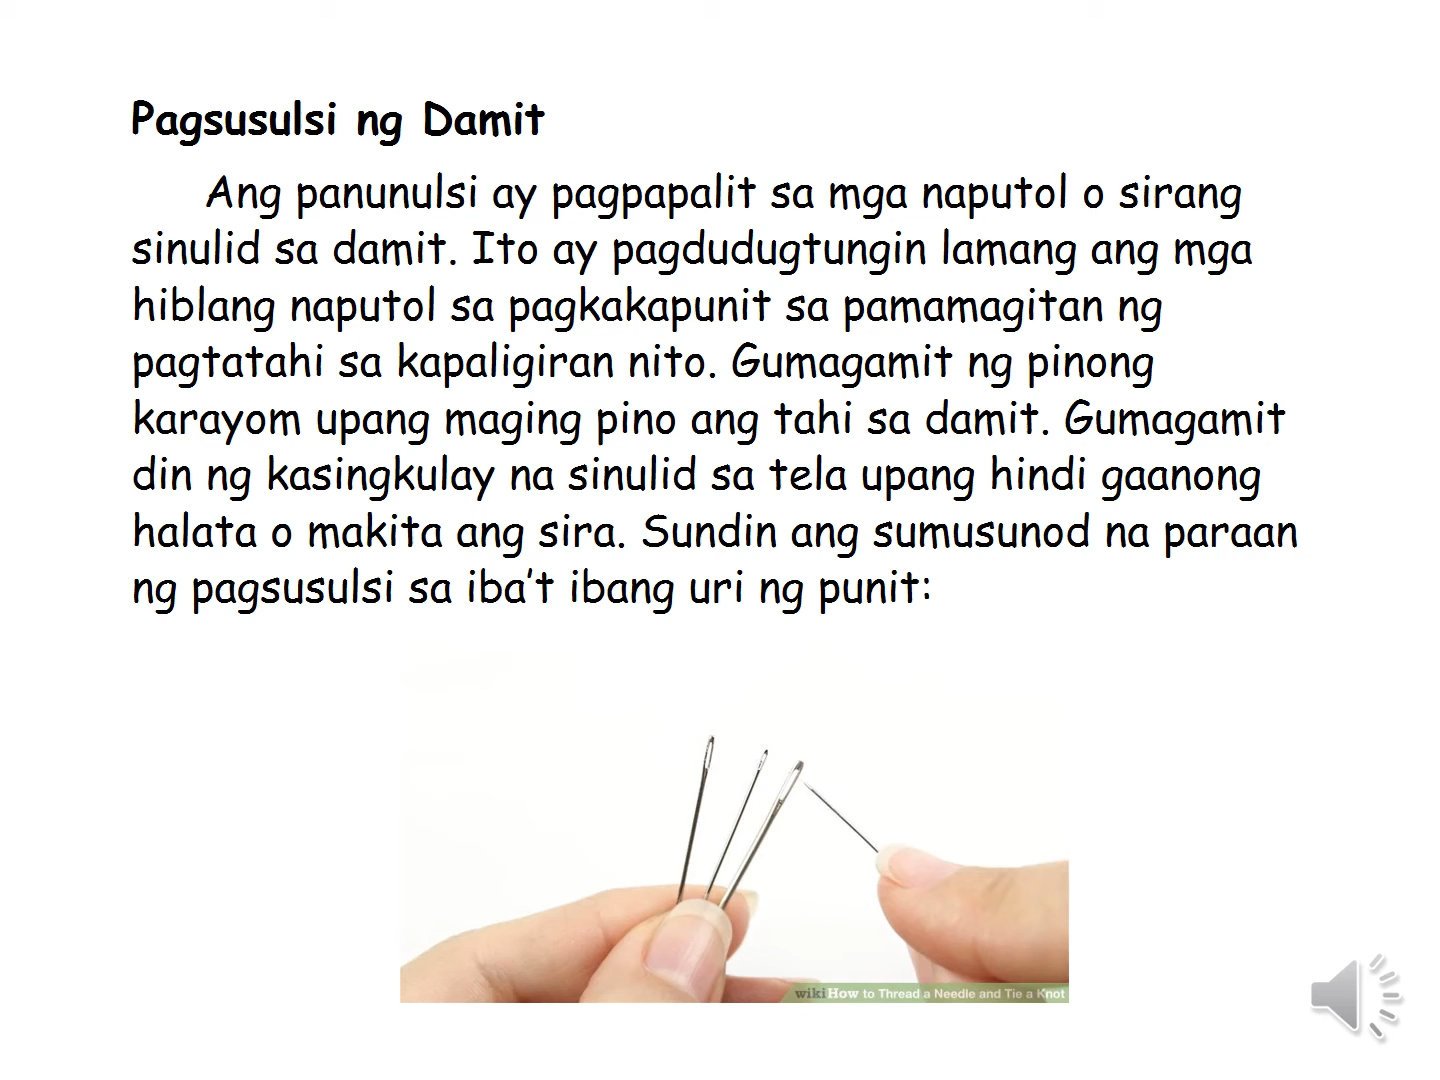 Pagsusulsi ng Damit
Ang panunulsi ay pagpapalit sa mga naputol o sirang
sinulid sa damit. Ito ay pagdudugtungin lamang ang mga
hiblang naputol sa pagkakapunit sa pamamagitan ng
pagtatahi sa kapaligiran nito. Gumagamit ng pinong
karayom upang maging pino ang tahi sa damit. Gumagamit
din ng kasingkulay na sinulid sa tela upang hindi gaanong
halata o makita ang sira. Sundin ang sumusunod na paraan
ng pagsusulsi sa iba't ibang uri ng punit:
wikiHow to Thread a Needle and Tie a Knot